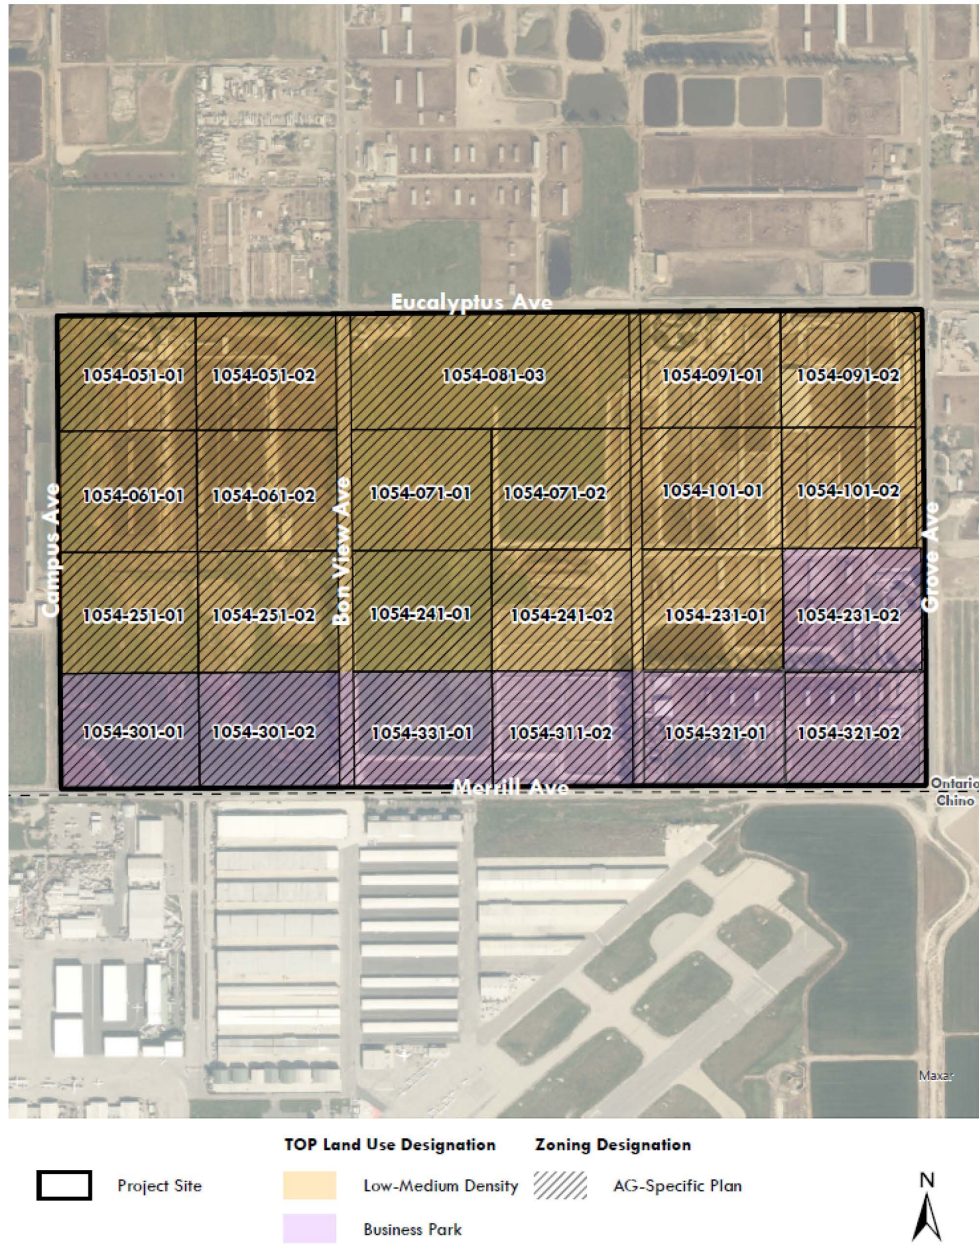 Eucalyptus Ave
1054-051-01 1054-051-02 1054-081-03 1054-091-01 1054-091-02
1054-061-01 1054-061-02 1054-071-01 1054-071-02 1054-101-01 1054-101-02
Campus Ave
Bon View Ave
Grove Ave
1054-251-01 1054-251-02 1054-241-01 1054-241-02 1054-231-01 1054-231-02
1054-301-01 1054-301-02 1054-331-01 1054-311-02 1054-321-01 1054-321-02
Merrill Ave
Ontario
Chino
Maxar
TOP Land Use Designation Zoning Designation
Project Site Low-Medium Density AG-Specific Plan
Business Park
N